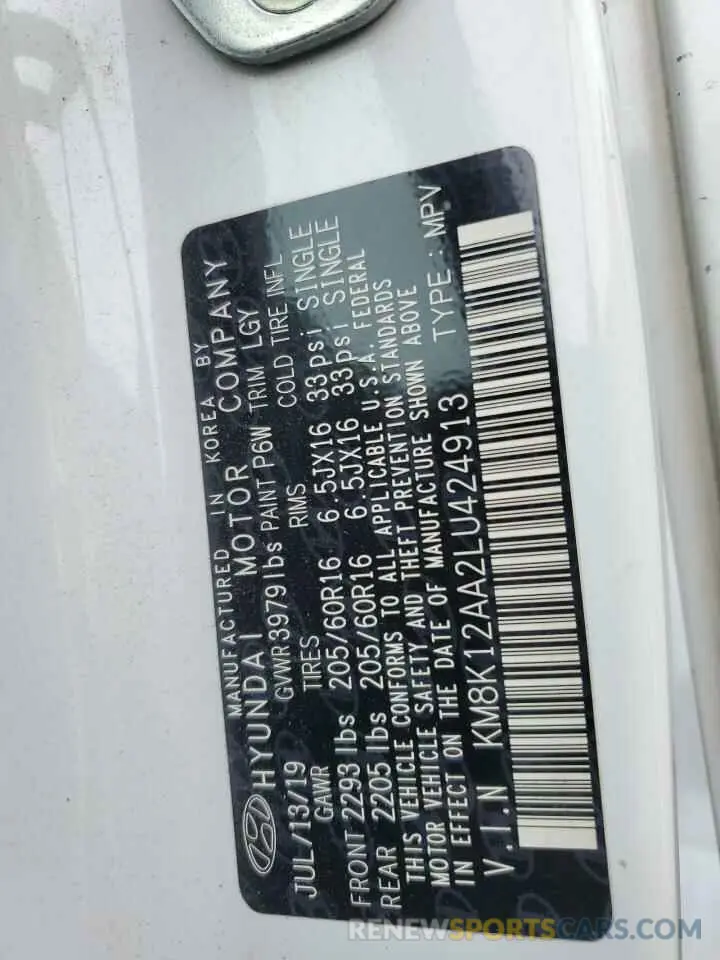 MANUFACTURED IN KOREA BY
HYUNDAI MOTOR COMPANY
JUL/13/19 GVWR 3979 lbs PAINT P6W TRIM LGY
GAWR TIRES RIMS COLD TIRE INFL
FRONT 2293 lbs 205/60R16 6.5JX16 33psi SINGLE
REAR 2205 lbs 205/60R16 6.5JX16 33psi SINGLE
THIS VEHICLE CONFORMS TO ALL APPLICABLE U.S.A. FEDERAL
MOTOR VEHICLE SAFETY AND THEFT PREVENTION STANDARDS
IN EFFECT ON THE DATE OF MANUFACTURE SHOWN ABOVE
V.I.N KM8K12AA2LU424913 TYPE : MPV
RENEWSPORTSCARS.COM